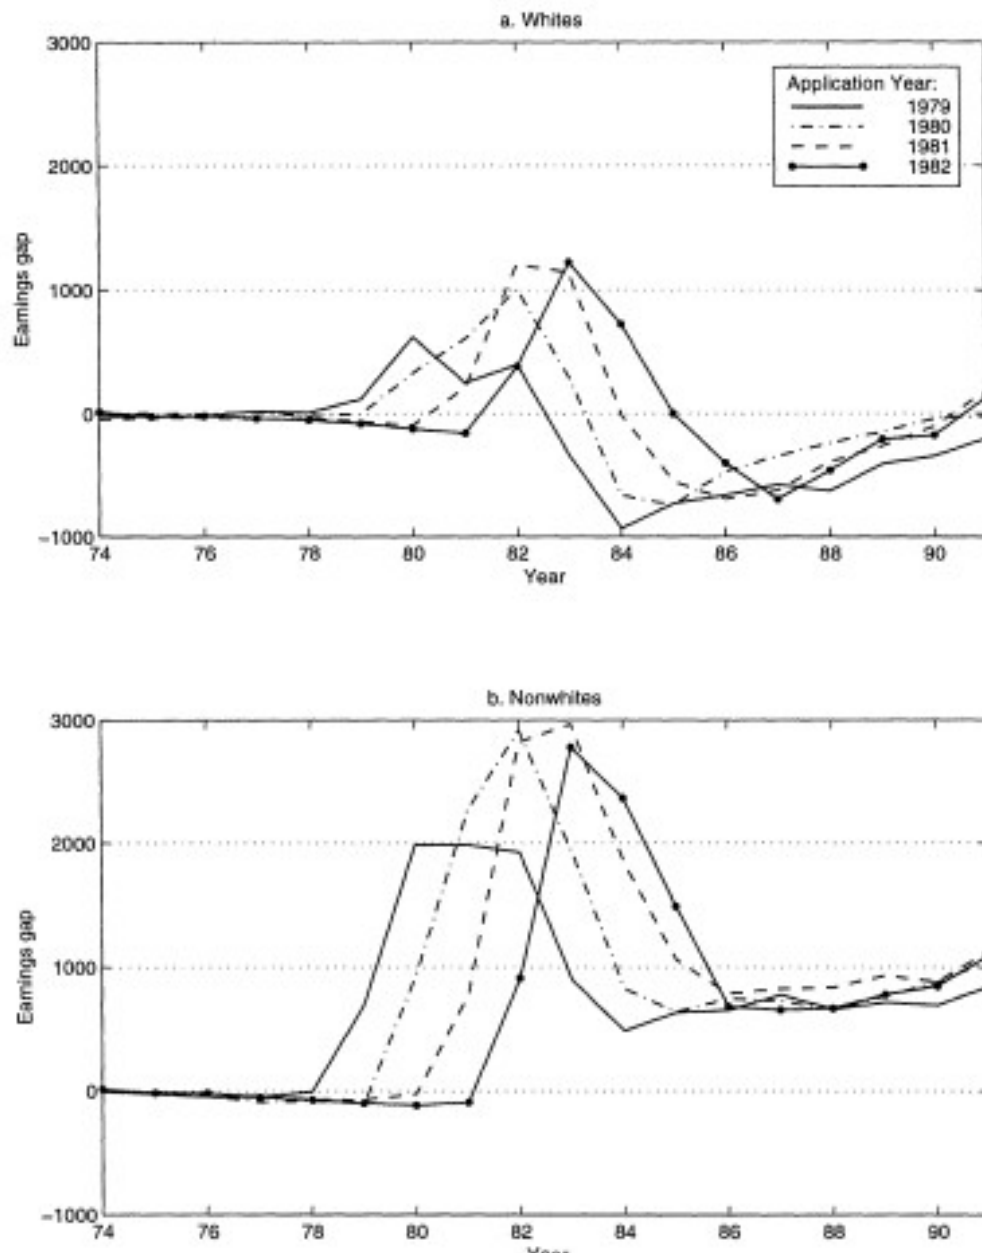 a. Whites
3000
2000
1000
0
−1000
Earnings gap
Application Year:
1979
1980
1981
1982
74 76 78 80 82 84 86 88 90
Year
b. Nonwhites
3000
2000
1000
0
−1000
Earnings gap
74 76 78 80 82 84 86 88 90
Year